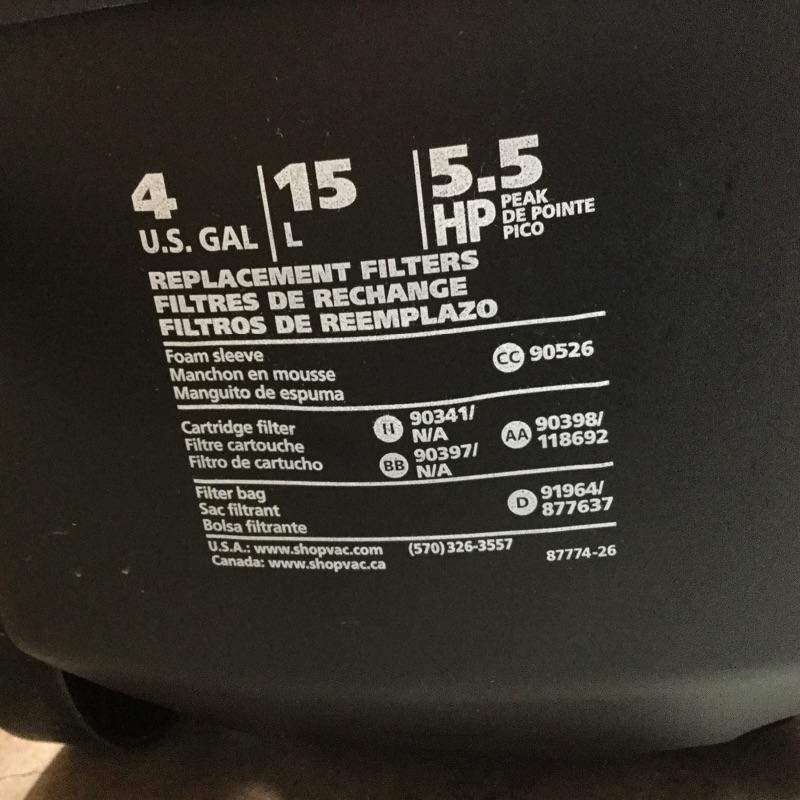 4 U.S. GAL
15 L
5.5 HP PEAK DE POINTE PICO
REPLACEMENT FILTERS
FILTRES DE RECHANGE
FILTROS DE REEMPLAZO
Foam sleeve
Manchon en mousse
Manguito de espuma
CC 90526
Cartridge filter
Filtre cartouche
Filtro de cartucho
H 90341/
N/A
BB 90397/
N/A
AA 90398/
118692
Filter bag
Sac filtrant
Bolsa filtrante
D 91964/
877637
U.S.A.: www.shopvac.com (570) 326-3557
Canada: www.shopvac.ca
87774-26